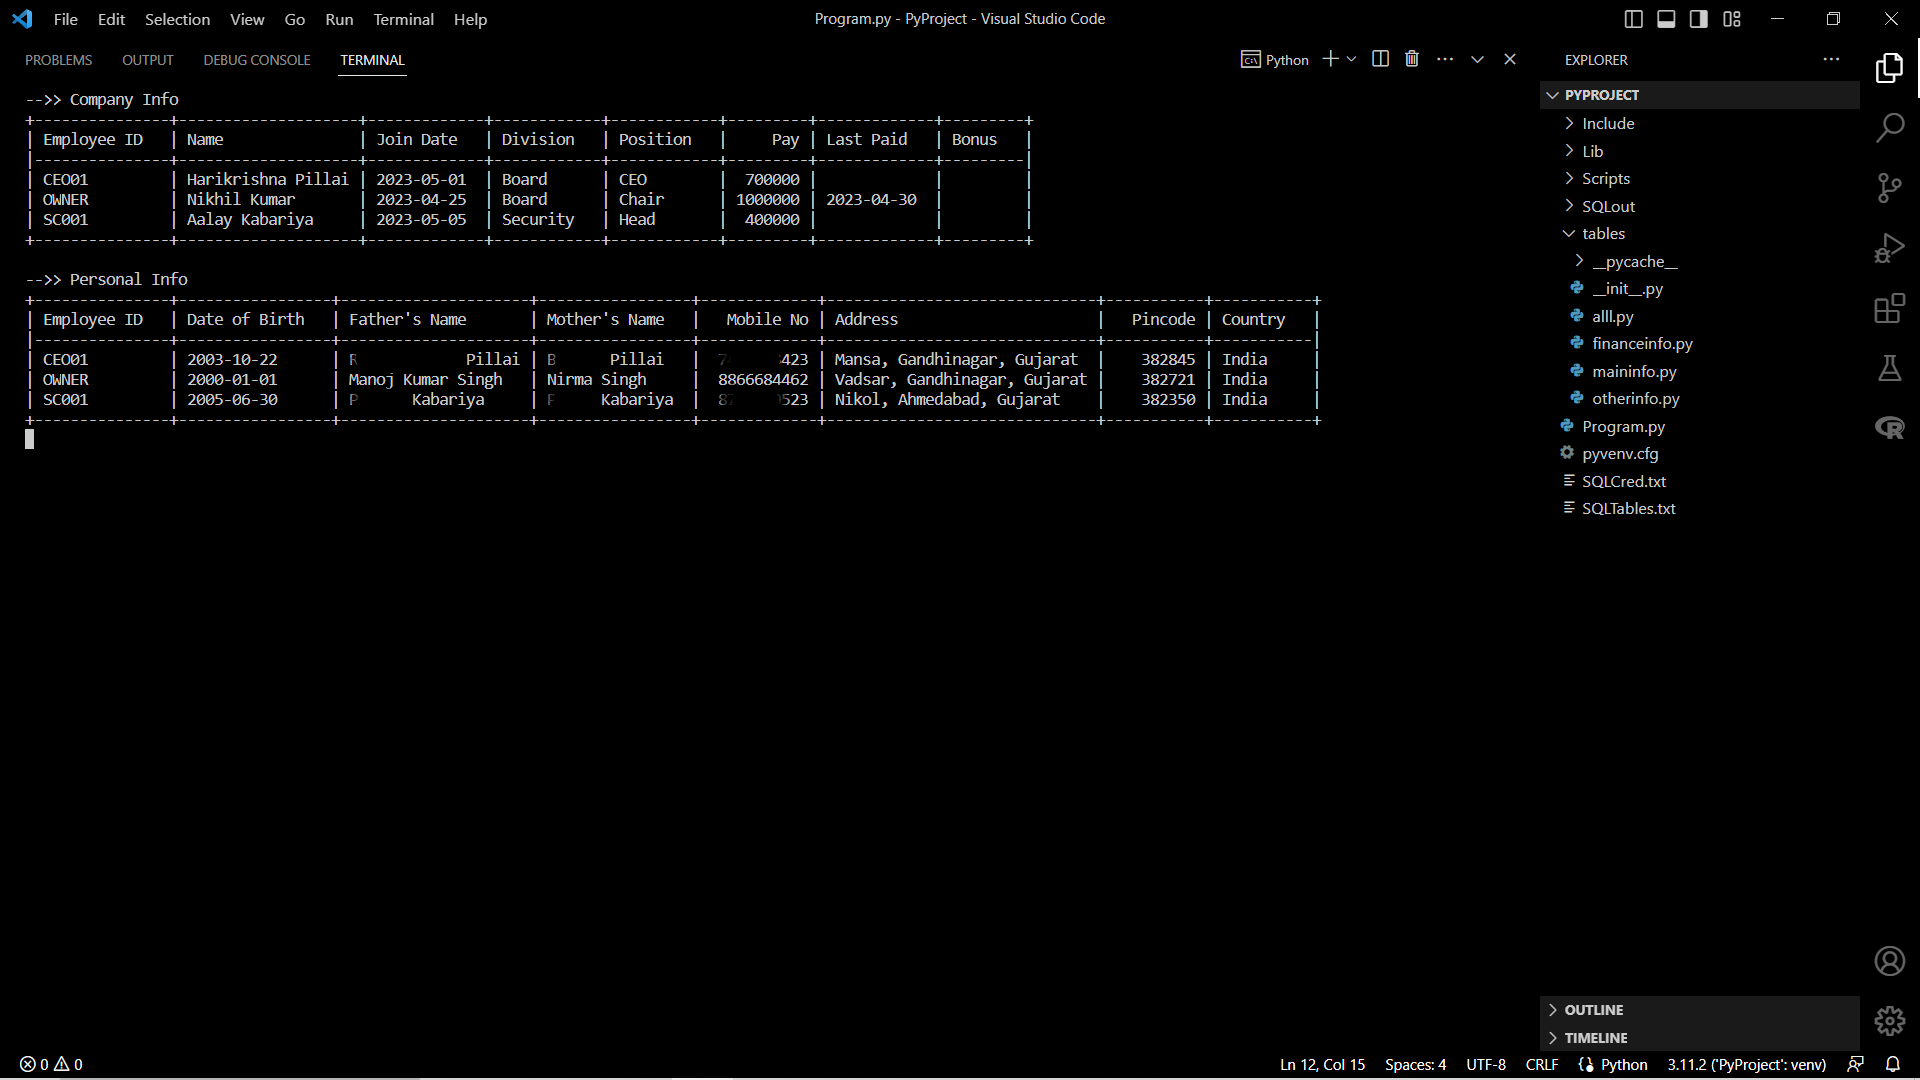 File Edit Selection View Go Run Terminal Help Program.py - PyProject - Visual Studio Code
PROBLEMS OUTPUT DEBUG CONSOLE TERMINAL Python EXPLORER
-->> Company Info
+---------------+--------------------+-------------+------------+------------+---------+-------------+---------+
| Employee ID | Name | Join Date | Division | Position | Pay | Last Paid | Bonus |
|---------------+--------------------+-------------+------------+------------+---------+-------------+---------|
| CEO01 | Harikrishna Pillai | 2023-05-01 | Board | CEO | 700000 | | |
| OWNER | Nikhil Kumar | 2023-04-25 | Board | Chair | 1000000 | 2023-04-30 | |
| SC001 | Aalay Kabariya | 2023-05-05 | Security | Head | 400000 | | |
+---------------+--------------------+-------------+------------+------------+---------+-------------+---------+
-->> Personal Info
+---------------+-----------------+---------------------+-----------------+-------------+------------------------------+-----------+-----------+
| Employee ID | Date of Birth | Father's Name | Mother's Name | Mobile No | Address | Pincode | Country |
|---------------+-----------------+---------------------+-----------------+-------------+------------------------------+-----------+-----------|
| CEO01 | 2003-10-22 | R Pillai | B Pillai | 7 423 | Mansa, Gandhinagar, Gujarat | 382845 | India |
| OWNER | 2000-01-01 | Manoj Kumar Singh | Nirma Singh | 8866684462 | Vadsar, Gandhinagar, Gujarat | 382721 | India |
| SC001 | 2005-06-30 | P Kabariya | Kabariya | 87 523 | Nikol, Ahmedabad, Gujarat | 382350 | India |
+---------------+-----------------+---------------------+-----------------+-------------+------------------------------+-----------+-----------+
PYPROJECT
Include
Lib
Scripts
SQLout
tables
__pycache__
__init__.py
alll.py
financeinfo.py
maininfo.py
otherinfo.py
Program.py
pyvenv.cfg
SQLCred.txt
SQLTables.txt
OUTLINE
TIMELINE
0 0 Ln 12, Col 15 Spaces: 4 UTF-8 CRLF Python 3.11.2 ('PyProject': venv)